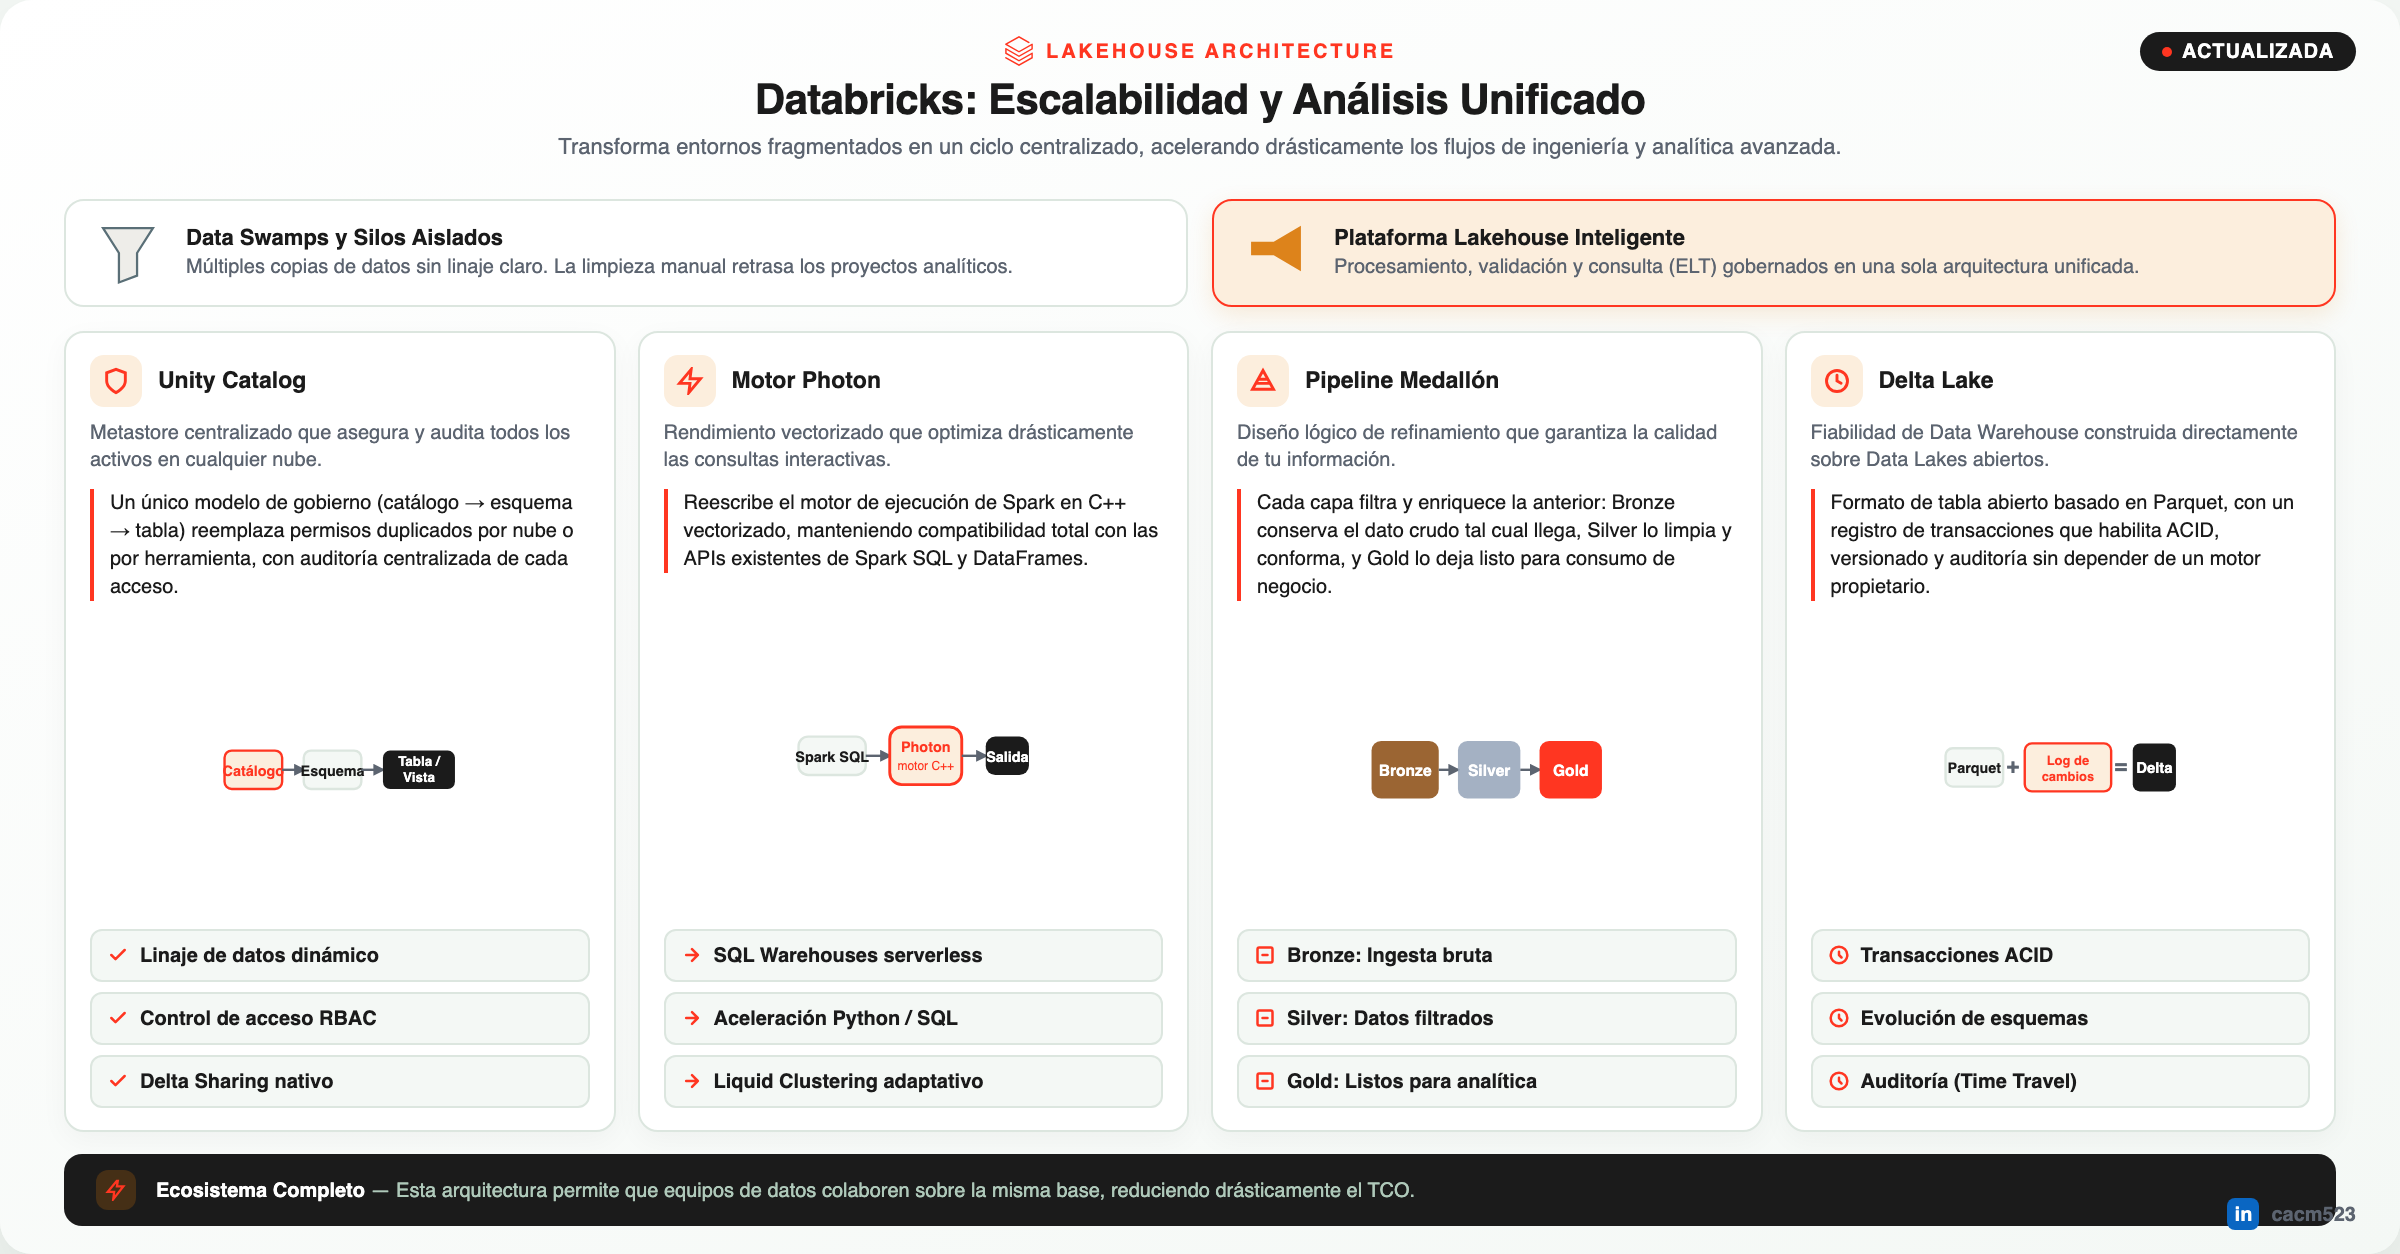 LAKEHOUSE ARCHITECTURE
ACTUALIZADA
Databricks: Escalabilidad y Análisis Unificado
Transforma entornos fragmentados en un ciclo centralizado, acelerando drásticamente los flujos de ingeniería y analítica avanzada.
Data Swamps y Silos Aislados
Múltiples copias de datos sin linaje claro. La limpieza manual retrasa los proyectos analíticos.
Plataforma Lakehouse Inteligente
Procesamiento, validación y consulta (ELT) gobernados en una sola arquitectura unificada.
Unity Catalog
Metastore centralizado que asegura y audita todos los
activos en cualquier nube.
Un único modelo de gobierno (catálogo → esquema
→ tabla) reemplaza permisos duplicados por nube o
por herramienta, con auditoría centralizada de cada
acceso.
Catálogo
Esquema
Tabla /
Vista
Linaje de datos dinámico
Control de acceso RBAC
Delta Sharing nativo
Motor Photon
Rendimiento vectorizado que optimiza drásticamente
las consultas interactivas.
Reescribe el motor de ejecución de Spark en C++
vectorizado, manteniendo compatibilidad total con las
APIs existentes de Spark SQL y DataFrames.
Spark SQL
Photon
motor C++
Salida
SQL Warehouses serverless
Aceleración Python / SQL
Liquid Clustering adaptativo
Pipeline Medallón
Diseño lógico de refinamiento que garantiza la calidad
de tu información.
Cada capa filtra y enriquece la anterior: Bronze
conserva el dato crudo tal cual llega, Silver lo limpia y
conforma, y Gold lo deja listo para consumo de
negocio.
Bronze
Silver
Gold
Bronze: Ingesta bruta
Silver: Datos filtrados
Gold: Listos para analítica
Delta Lake
Fiabilidad de Data Warehouse construida directamente
sobre Data Lakes abiertos.
Formato de tabla abierto basado en Parquet, con un
registro de transacciones que habilita ACID,
versionado y auditoría sin depender de un motor
propietario.
Parquet
+
Log de
cambios
=
Delta
Transacciones ACID
Evolución de esquemas
Auditoría (Time Travel)
Ecosistema Completo — Esta arquitectura permite que equipos de datos colaboren sobre la misma base, reduciendo drásticamente el TCO.
in cacm523